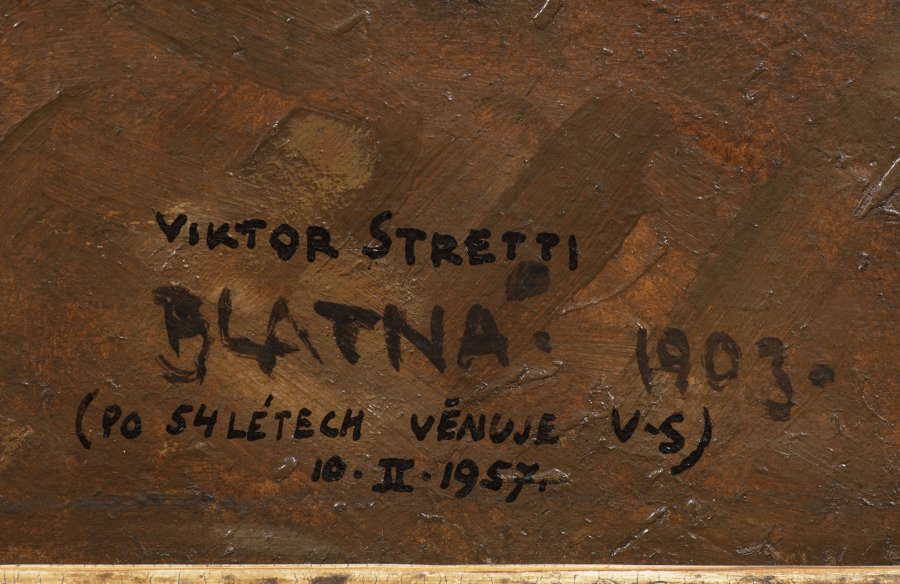 VIKTOR STRETTI
BLATNÁ. 1903.
(PO 54 LÉTECH VĚNUJE V-S)
10. II. 1957.